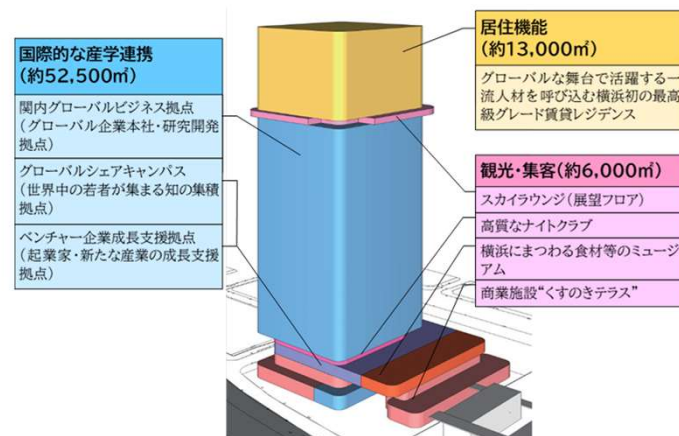 国際的な産学連携
(約52,500㎡)
関内グローバルビジネス拠点
(グローバル企業本社・研究開発
拠点)
グローバルシェアキャンパス
(世界中の若者が集まる知の集積
拠点)
ベンチャー企業成長支援拠点
(起業家・新たな産業の成長支援
拠点)
居住機能
(約13,000㎡)
グローバルな舞台で活躍する一
流人材を呼び込む横浜初の最高
級グレード賃貸レジデンス
観光・集客(約6,000㎡)
スカイラウンジ(展望フロア)
高質なナイトクラブ
横浜にまつわる食材等のミュージ
アム
商業施設“くすのきテラス”